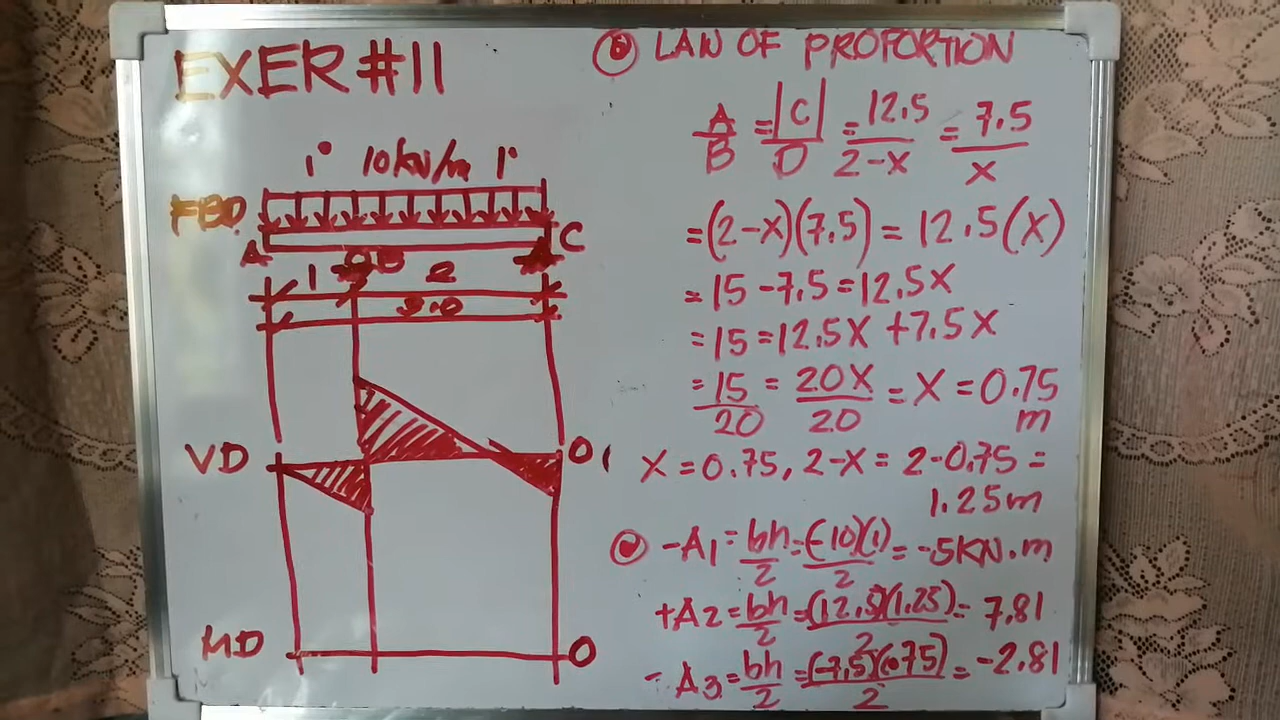 EXER #11
1° 10kN/m 1°
FBD
A B C
1 2
3.0
VD 0
MD 0
⑥ LAW OF PROPORTION
A/B = |C|/D = 12.5/2-x = 7.5/x
=(2-x)(7.5) = 12.5(x)
=15-7.5=12.5x
=15=12.5x+7.5x
=15/20 = 20x/20 = x = 0.75 m
x=0.75, 2-x = 2-0.75 =
1.25m
-A1=bh/2=(-10)(1)/2=-5KN.m
+A2=bh/2=(12.5)(1.25)/2=7.81
-A3=bh/2=(-7.5)(0.75)/2=-2.81